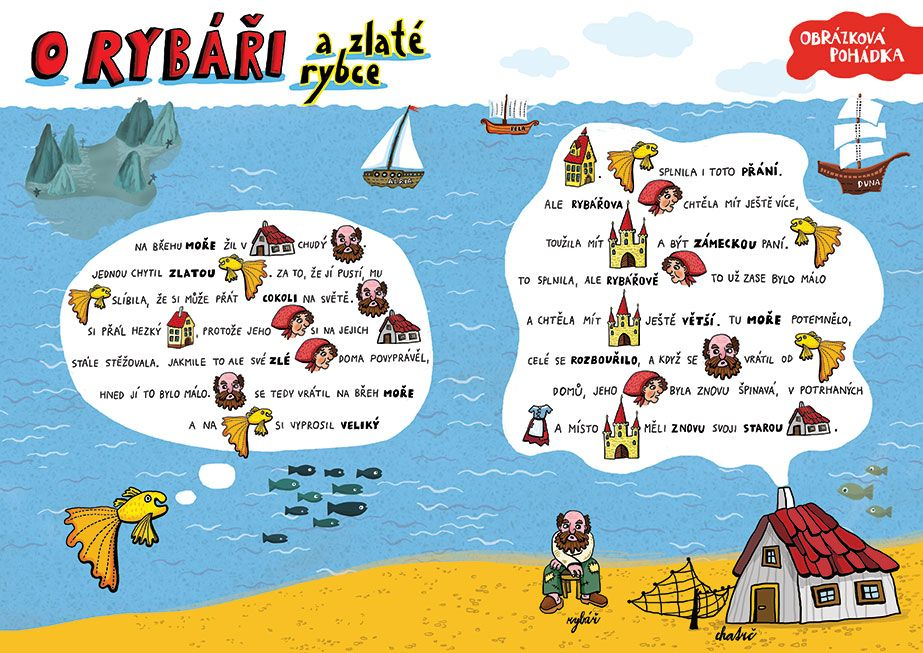 O RYBÁŘI
a zlaté
rybce
OBRÁZKOVÁ
POHÁDKA
ALRIA
VELA
DUNA
NA BŘEHU MOŘE ŽIL V CHUDÝ .
JEDNOU CHYTIL ZLATOU . ZA TO, ŽE JÍ PUSTÍ, MU
SLÍBILA, ŽE SI MŮŽE PŘÁT COKOLI NA SVĚTĚ.
SI PŘÁL HEZKÝ , PROTOŽE JEHO SI NA JEJICH
STÁLE STĚŽOVALA. JAKMILE TO ALE SVÉ ZLÉ DOMA POVYPRÁVĚL,
HNED JÍ TO BYLO MÁLO. SE TEDY VRÁTIL NA BŘEH MOŘE
A NA SI VYPROSIL VELIKÝ
SPLNILA I TOTO PŘÁNÍ.
ALE RYBÁŘOVA CHTĚLA MÍT JEŠTĚ VÍCE,
TOUŽILA MÍT A BÝT ZÁMECKOU PANÍ.
TO SPLNILA, ALE RYBÁŘOVĚ TO UŽ ZASE BYLO MÁLO
A CHTĚLA MÍT JEŠTĚ VĚTŠÍ. TU MOŘE POTEMNĚLO,
CELÉ SE ROZBOUŘILO, A KDYŽ SE VRÁTIL OD
DOMŮ, JEHO BYLA ZNOVU ŠPINAVÁ, V POTRHANÝCH
A MÍSTO MĚLI ZNOVU SVOJI STAROU .
rybář
chatrč